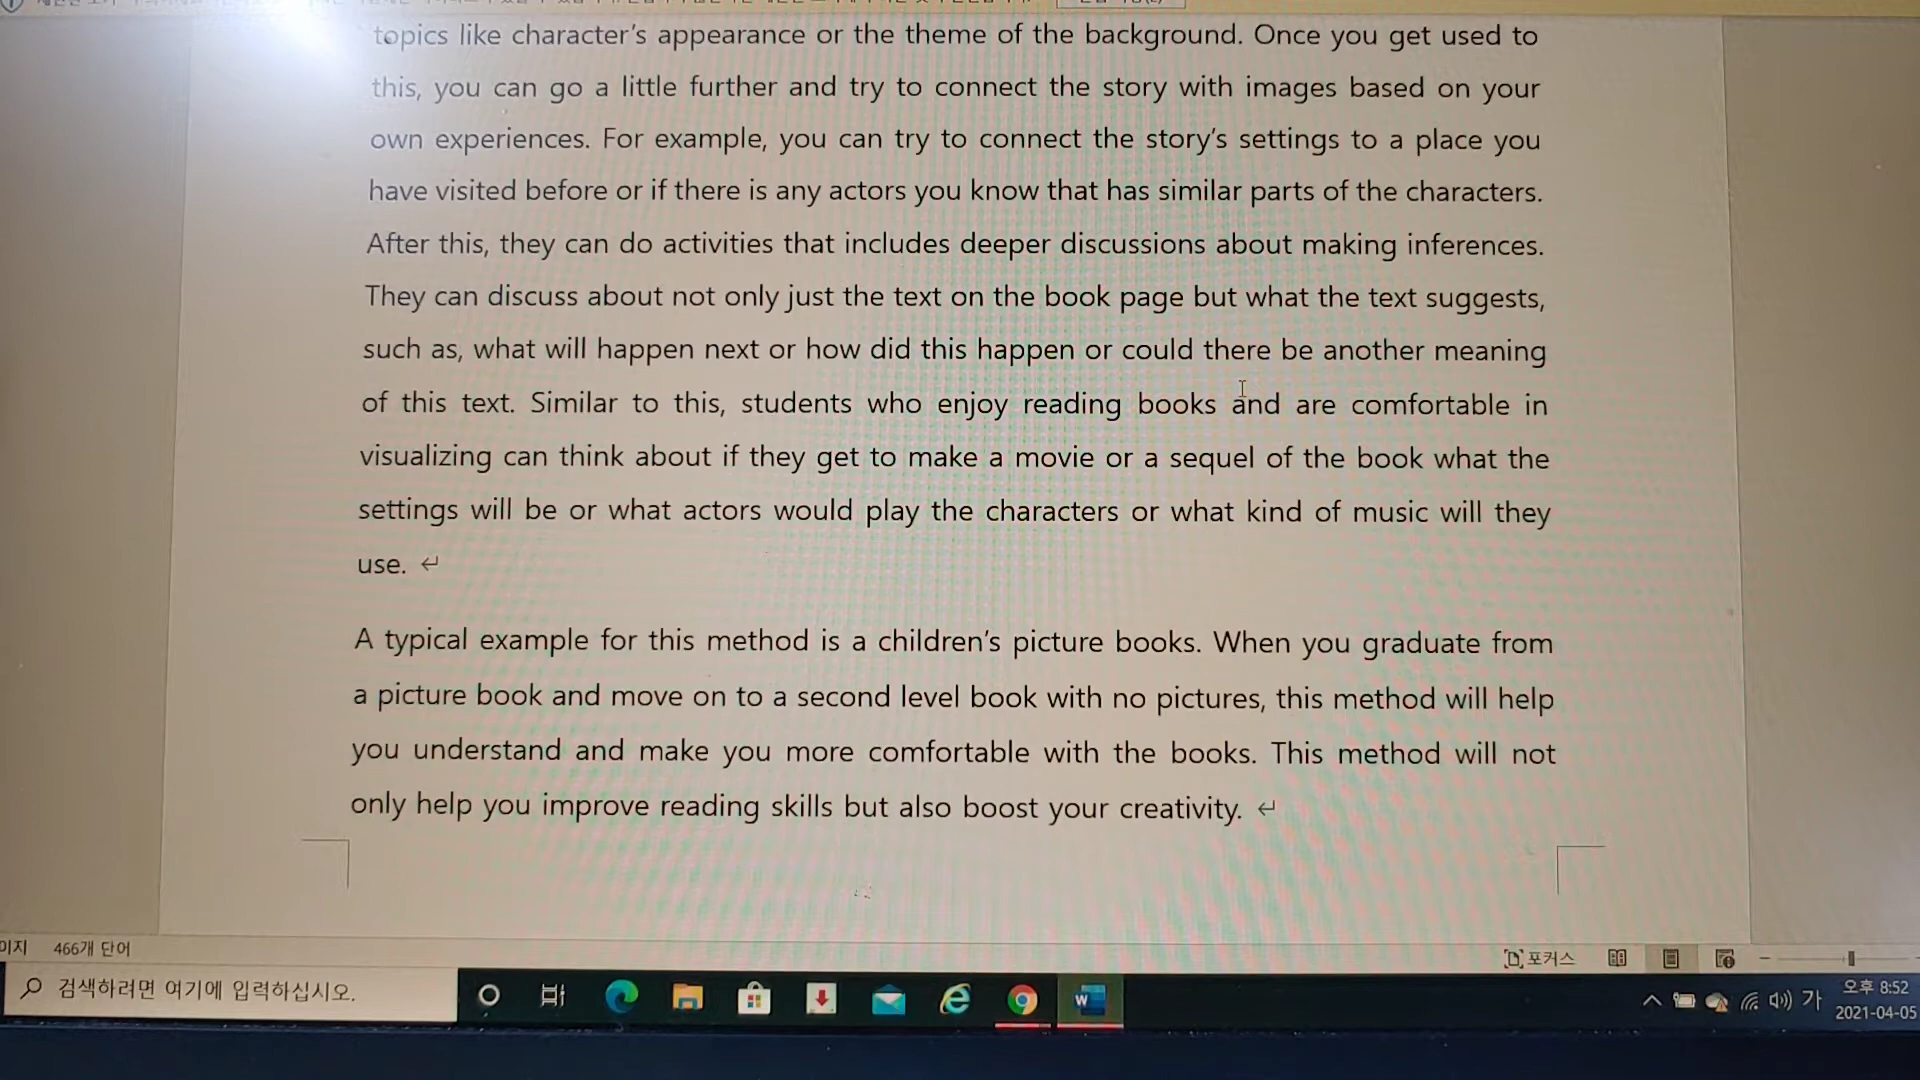 topics like character's appearance or the theme of the background. Once you get used to
this, you can go a little further and try to connect the story with images based on your
own experiences. For example, you can try to connect the story's settings to a place you
have visited before or if there is any actors you know that has similar parts of the characters.
After this, they can do activities that includes deeper discussions about making inferences.
They can discuss about not only just the text on the book page but what the text suggests,
such as, what will happen next or how did this happen or could there be another meaning
of this text. Similar to this, students who enjoy reading books and are comfortable in
visualizing can think about if they get to make a movie or a sequel of the book what the
settings will be or what actors would play the characters or what kind of music will they
use.
A typical example for this method is a children's picture books. When you graduate from
a picture book and move on to a second level book with no pictures, this method will help
you understand and make you more comfortable with the books. This method will not
only help you improve reading skills but also boost your creativity.
이지 466개 단어
포커스
검색하려면 여기에 입력하십시오.
가
오후 8:52
2021-04-05